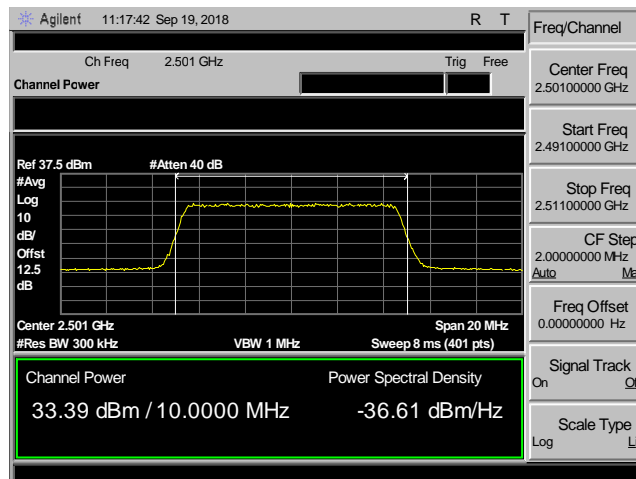 Agilent 11:17:42 Sep 19, 2018 R T
Freq/Channel
Ch Freq 2.501 GHz Trig Free
Channel Power
Center Freq
2.50100000 GHz
Start Freq
2.49100000 GHz
Stop Freq
2.51100000 GHz
CF Step
2.00000000 MHz
Auto Ma
Freq Offset
0.00000000 Hz
Signal Track
On Of
Scale Type
Log Li
Ref 37.5 dBm #Atten 40 dB
#Avg
Log
10
dB/
Offst
12.5
dB
Center 2.501 GHz Span 20 MHz
#Res BW 300 kHz VBW 1 MHz Sweep 8 ms (401 pts)
Channel Power Power Spectral Density
33.39 dBm / 10.0000 MHz -36.61 dBm/Hz